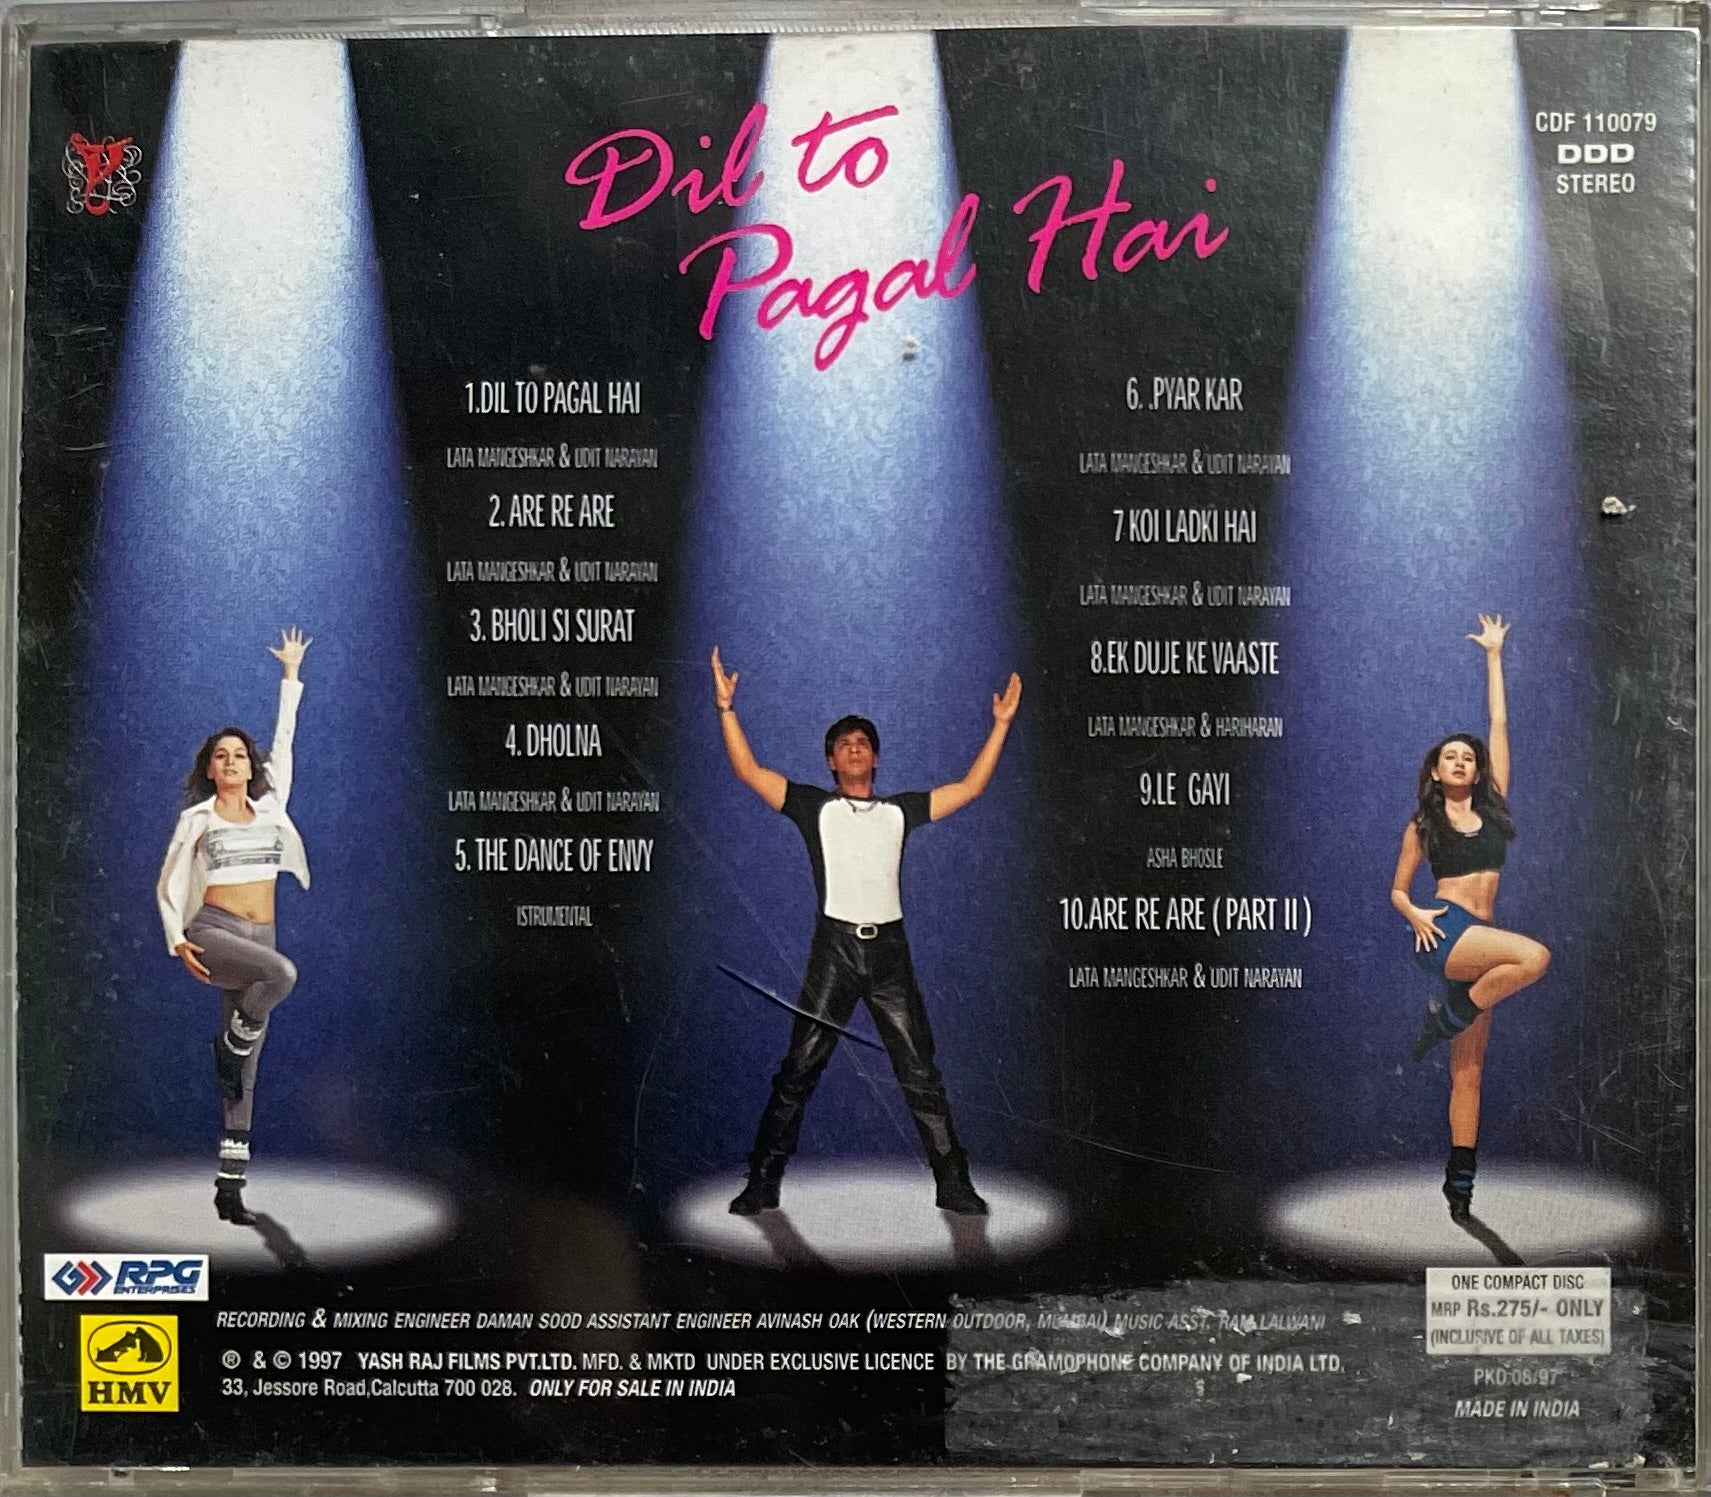 Dil to
Pagal Hai
CDF 110079
DDD
STEREO
1.DIL TO PAGAL HAI
LATA MANGESHKAR & UDIT NARAYAN
2. ARE RE ARE
LATA MANGESHKAR & UDIT NARAYAN
3. BHOLI SI SURAT
LATA MANGESHKAR & UDIT NARAYAN
4. DHOLNA
LATA MANGESHKAR & UDIT NARAYAN
5. THE DANCE OF ENVY
ISTRUMENTAL
6. .PYAR KAR
LATA MANGESHKAR & UDIT NARAYAN
7 KOI LADKI HAI
LATA MANGESHKAR & UDIT NARAYAN
8.EK DUJE KE VAASTE
LATA MANGESHKAR & HARIHARAN
9.LE GAYI
ASHA BHOSLE
10.ARE RE ARE ( PART II )
LATA MANGESHKAR & UDIT NARAYAN
RPG
ENTERPRISES
HMV
RECORDING & MIXING ENGINEER DAMAN SOOD ASSISTANT ENGINEER AVINASH OAK (WESTERN OUTDOOR, MUMBAI) MUSIC ASST. RAM LALWANI
℗ & © 1997 YASH RAJ FILMS PVT.LTD. MFD. & MKTD UNDER EXCLUSIVE LICENCE BY THE GRAMOPHONE COMPANY OF INDIA LTD.
33, Jessore Road,Calcutta 700 028. ONLY FOR SALE IN INDIA
ONE COMPACT DISC
MRP Rs.275/- ONLY
(INCLUSIVE OF ALL TAXES)
PKD:08/97
MADE IN INDIA